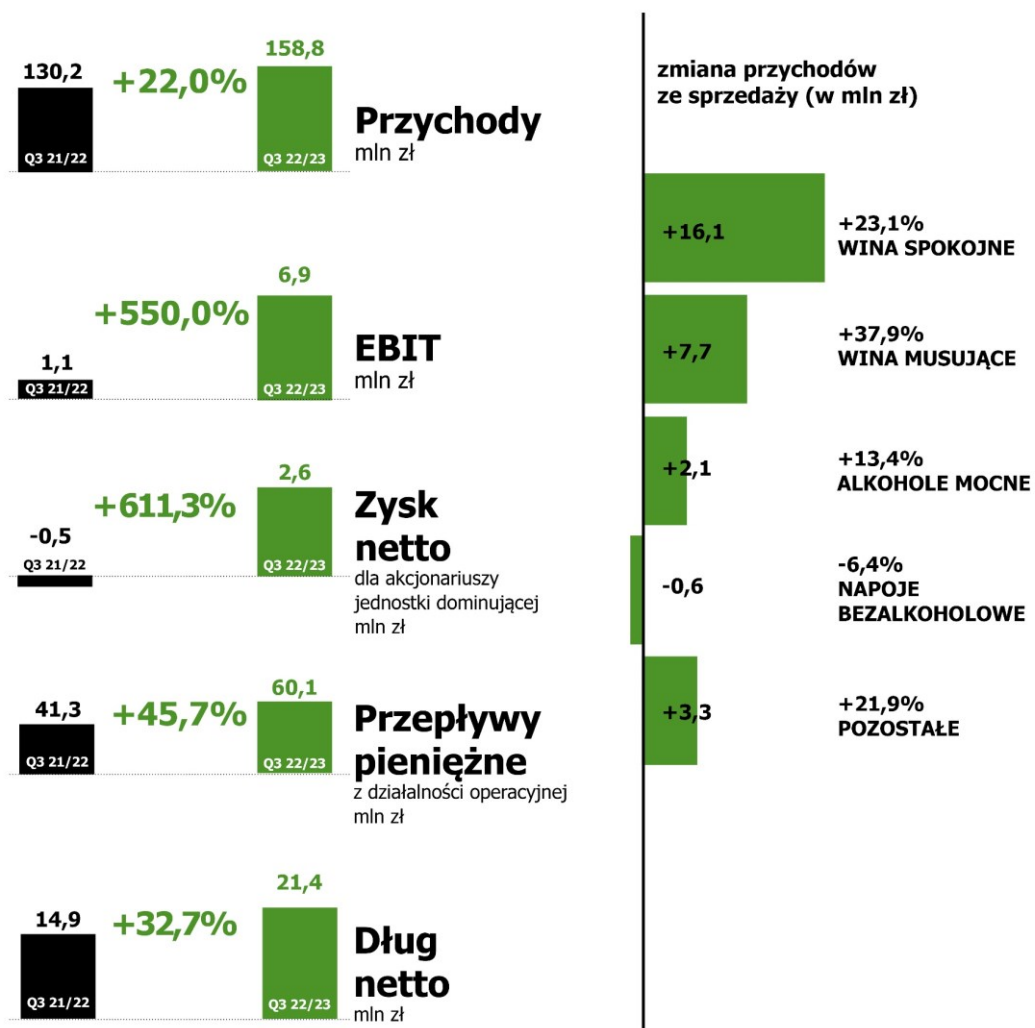 130,2
+22,0%
158,8
Q3 21/22
Q3 22/23
Przychody
mln zł
1,1
+550,0%
6,9
Q3 21/22
Q3 22/23
EBIT
mln zł
-0,5
+611,3%
2,6
Q3 21/22
Q3 22/23
Zysk
netto
dla akcjonariuszy
jednostki dominującej
mln zł
41,3
+45,7%
60,1
Q3 21/22
Q3 22/23
Przepływy
pieniężne
z działalności operacyjnej
mln zł
14,9
+32,7%
21,4
Q3 21/22
Q3 22/23
Dług
netto
mln zł
zmiana przychodów
ze sprzedaży (w mln zł)
+16,1
+23,1%
WINA SPOKOJNE
+7,7
+37,9%
WINA MUSUJĄCE
+2,1
+13,4%
ALKOHOLE MOCNE
-0,6
-6,4%
NAPOJE
BEZALKOHOLOWE
+3,3
+21,9%
POZOSTAŁE